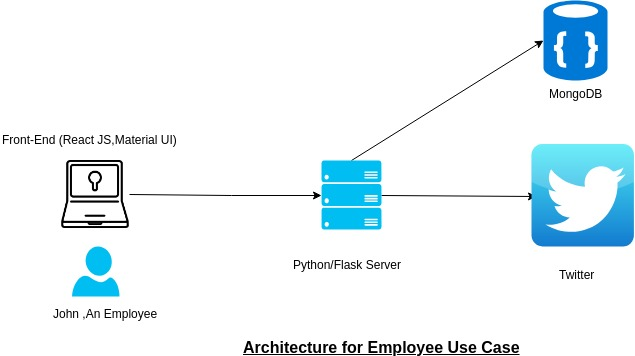 MongoDB
Front-End (React JS,Material UI)
Python/Flask Server
Twitter
John ,An Employee
Architecture for Employee Use Case